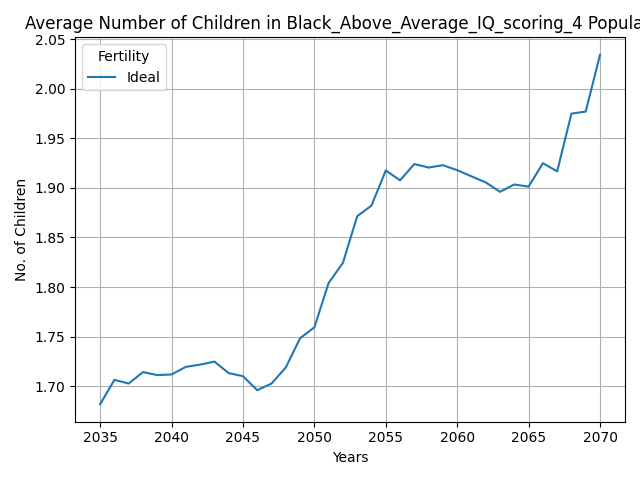 Average Number of Children in Black_Above_Average_IQ_scoring_4 Popula
Fertility
Ideal
2.05
2.00
1.95
1.90
1.85
1.80
1.75
1.70
No. of Children
2035 2040 2045 2050 2055 2060 2065 2070
Years